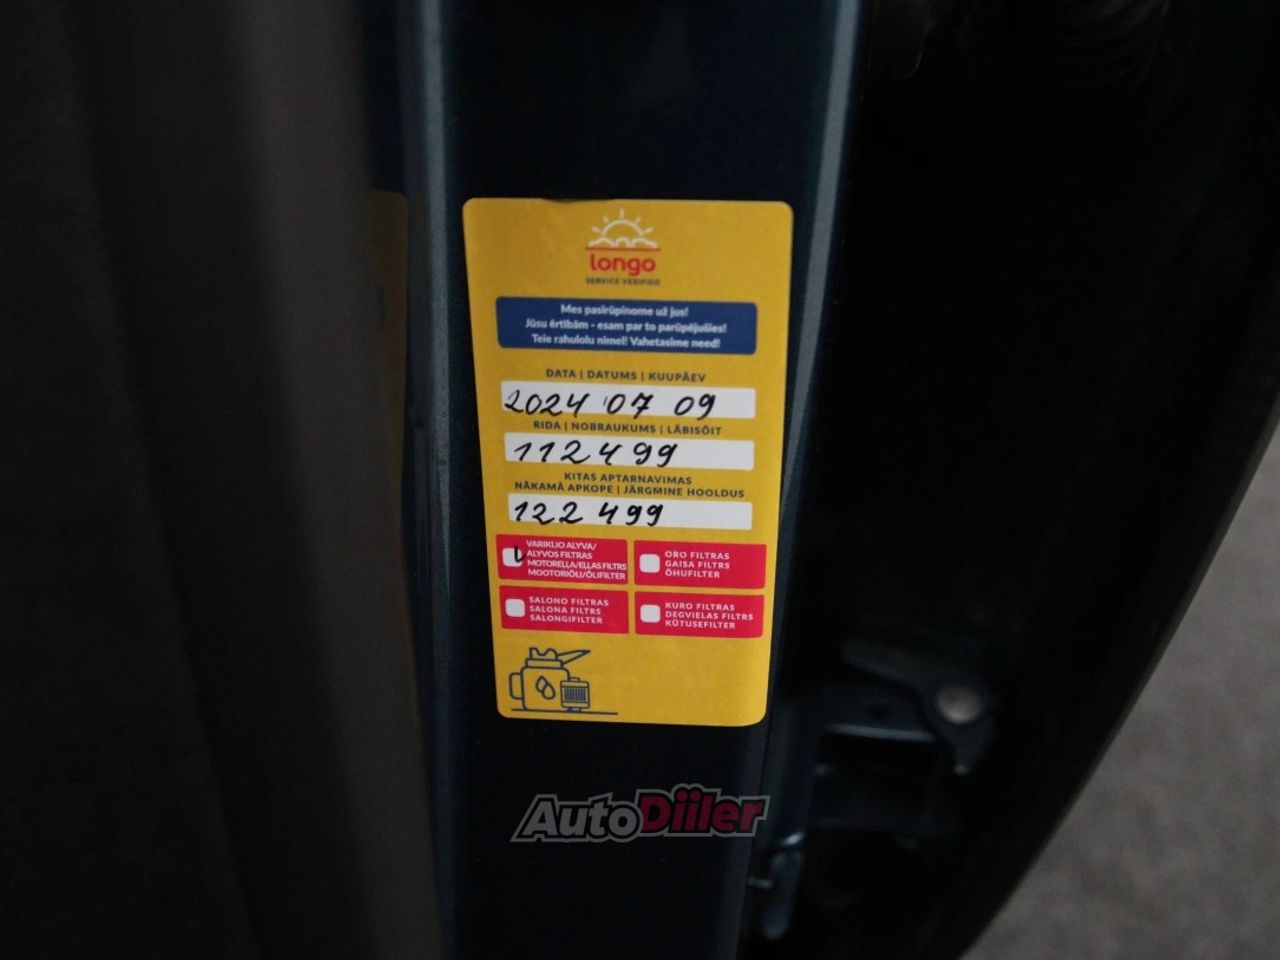 longo
SERVICE VERIFIED
Mes pasirūpinome už jus!
Jūsu ērtībām - esam par to parūpējušies!
Teie rahulolu nimel! Vahetasime need!
DATA | DATUMS | KUUPÄEV
2024 07 09
RIDA | NOBRAUKUMS | LÄBISÕIT
112499
KITAS APTARNAVIMAS
NĀKAMĀ APKOPE | JÄRGMINE HOOLDUS
122499
VARIKLIO ALYVA/
ALYVOS FILTRAS
MOTOREĻĻA/EĻĻAS FILTRS
MOOTORIÕLI/ÕLIFILTER
ORO FILTRAS
GAISA FILTRS
ÕHUFILTER
SALONO FILTRAS
SALONA FILTRS
SALONGIFILTER
KURO FILTRAS
DEGVIELAS FILTRS
KÜTUSEFILTER
AutoDiiler